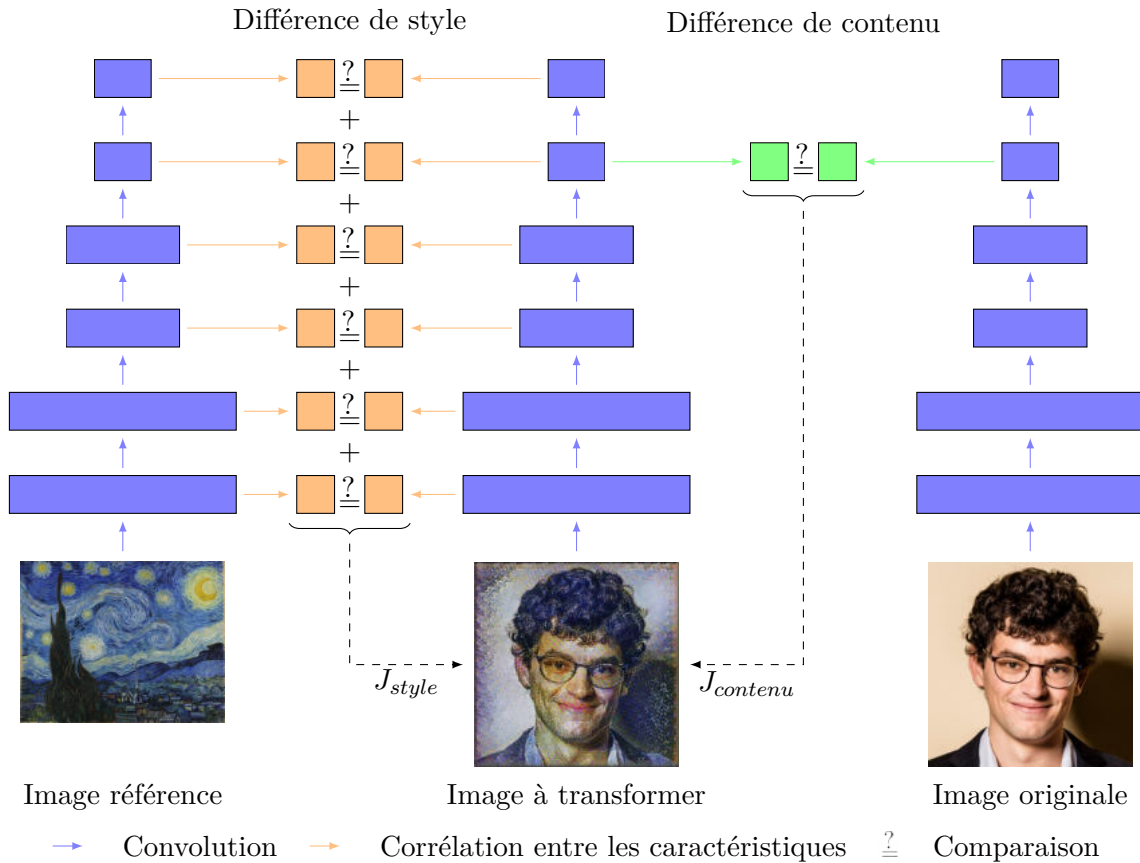 Différence de style
Différence de contenu
? =
+
? =
? =
+
? =
+
? =
+
? =
+
? =
J_style
J_contenu
Image référence
Image à transformer
Image originale
Convolution
Corrélation entre les caractéristiques
? = Comparaison